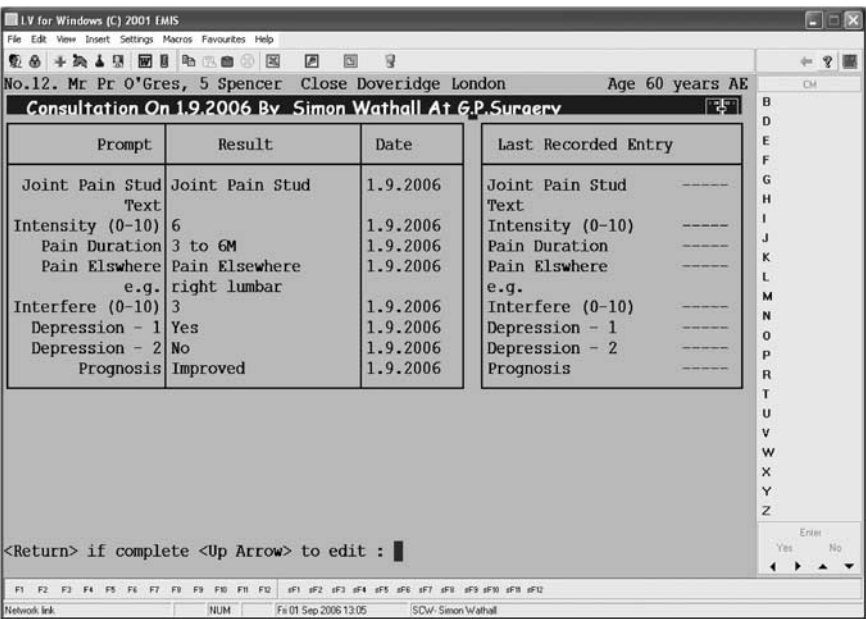 LV for Windows (C) 2001 EMIS
File Edit View Insert Settings Macros Favourites Help
No.12. Mr Pr O'Gres, 5 Spencer Close Doveridge London Age 60 years AE
CM
Consultation On 1.9.2006 By Simon Wathall At G.P.Surgery
Prompt Result Date Last Recorded Entry
Joint Pain Stud Joint Pain Stud 1.9.2006 Joint Pain Stud -----
Text Text
Intensity (0-10) 6 1.9.2006 Intensity (0-10) -----
Pain Duration 3 to 6M 1.9.2006 Pain Duration -----
Pain Elswhere Pain Elsewhere 1.9.2006 Pain Elswhere -----
e.g. right lumbar e.g.
Interfere (0-10) 3 1.9.2006 Interfere (0-10) -----
Depression - 1 Yes 1.9.2006 Depression - 1 -----
Depression - 2 No 1.9.2006 Depression - 2 -----
Prognosis Improved 1.9.2006 Prognosis -----
B
D
E
F
G
H
I
J
K
L
M
N
O
P
R
T
U
V
W
X
Y
Z
<Return> if complete <Up Arrow> to edit :
Enter
Yes No
F1 F2 F3 F4 F5 F6 F7 F8 F9 F10 F11 F12 sF1 sF2 sF3 sF4 sF5 sF6 sF7 sF8 sF9 sF10 sF11 sF12
Network link. NUM Fri 01 Sep 2006 13:05 SCW- Simon Wathall